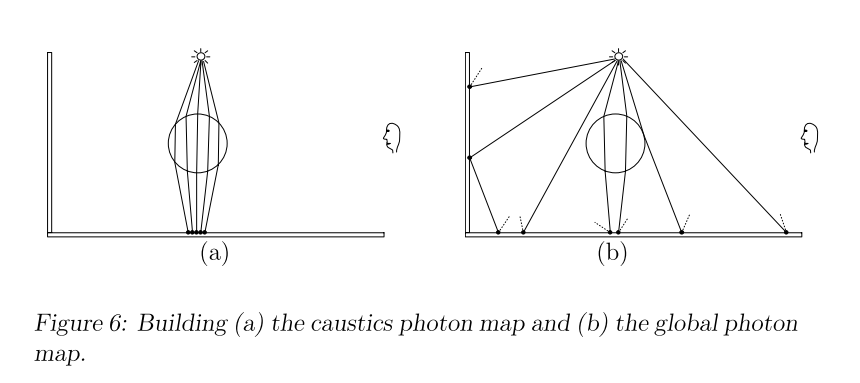 (a)
(b)
Figure 6: Building (a) the caustics photon map and (b) the global photon
map.